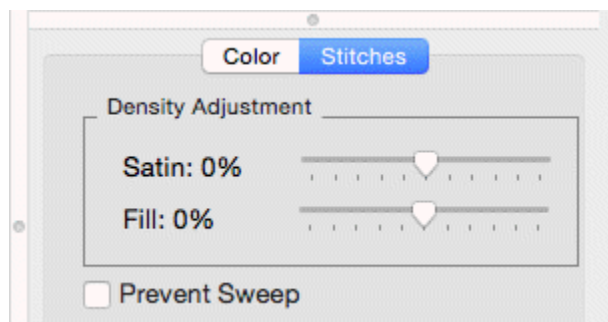 Color Stitches
Density Adjustment
Satin: 0%
Fill: 0%
Prevent Sweep